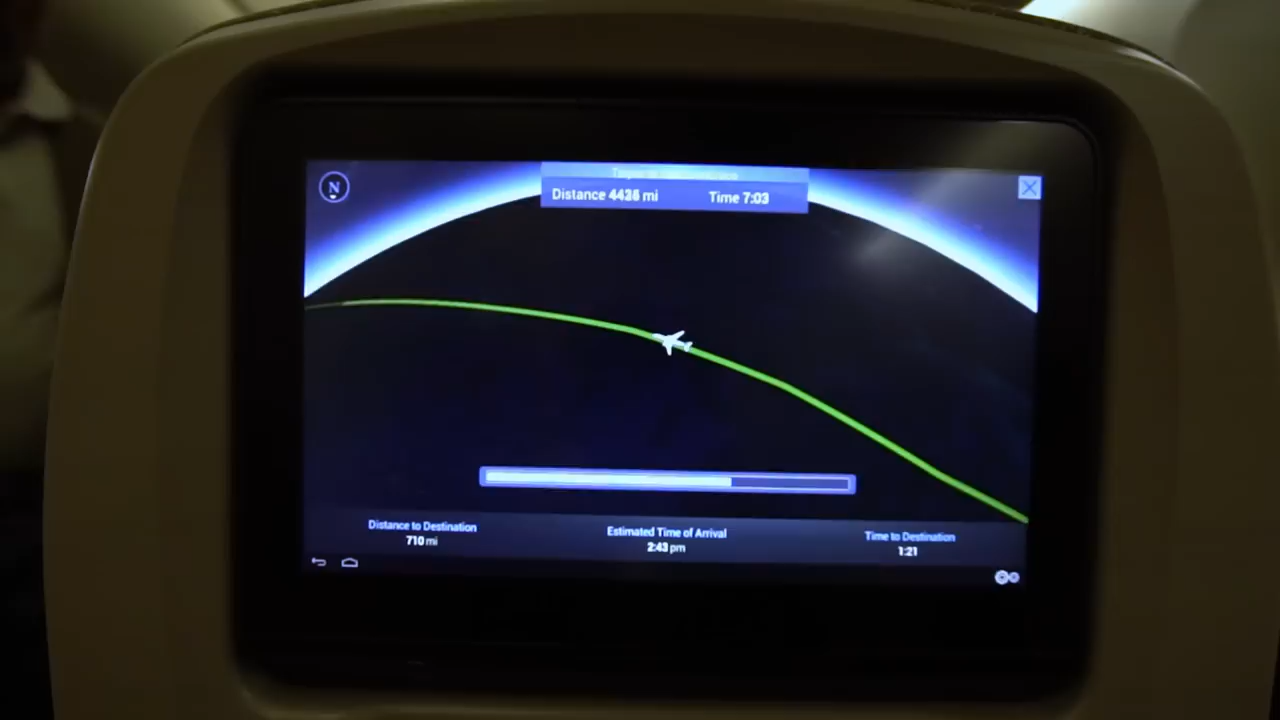 N
Distance 4426 mi Time 7:03
Distance to Destination
710 mi
Estimated Time of Arrival
2:43 pm
Time to Destination
1:21